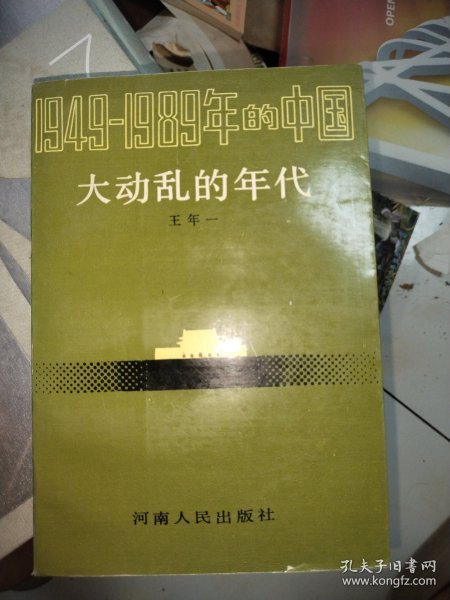 OPEN
1949-1989年的中国
大动乱的年代
王年一
河南人民出版社
孔夫子旧书网
www.kongfz.com